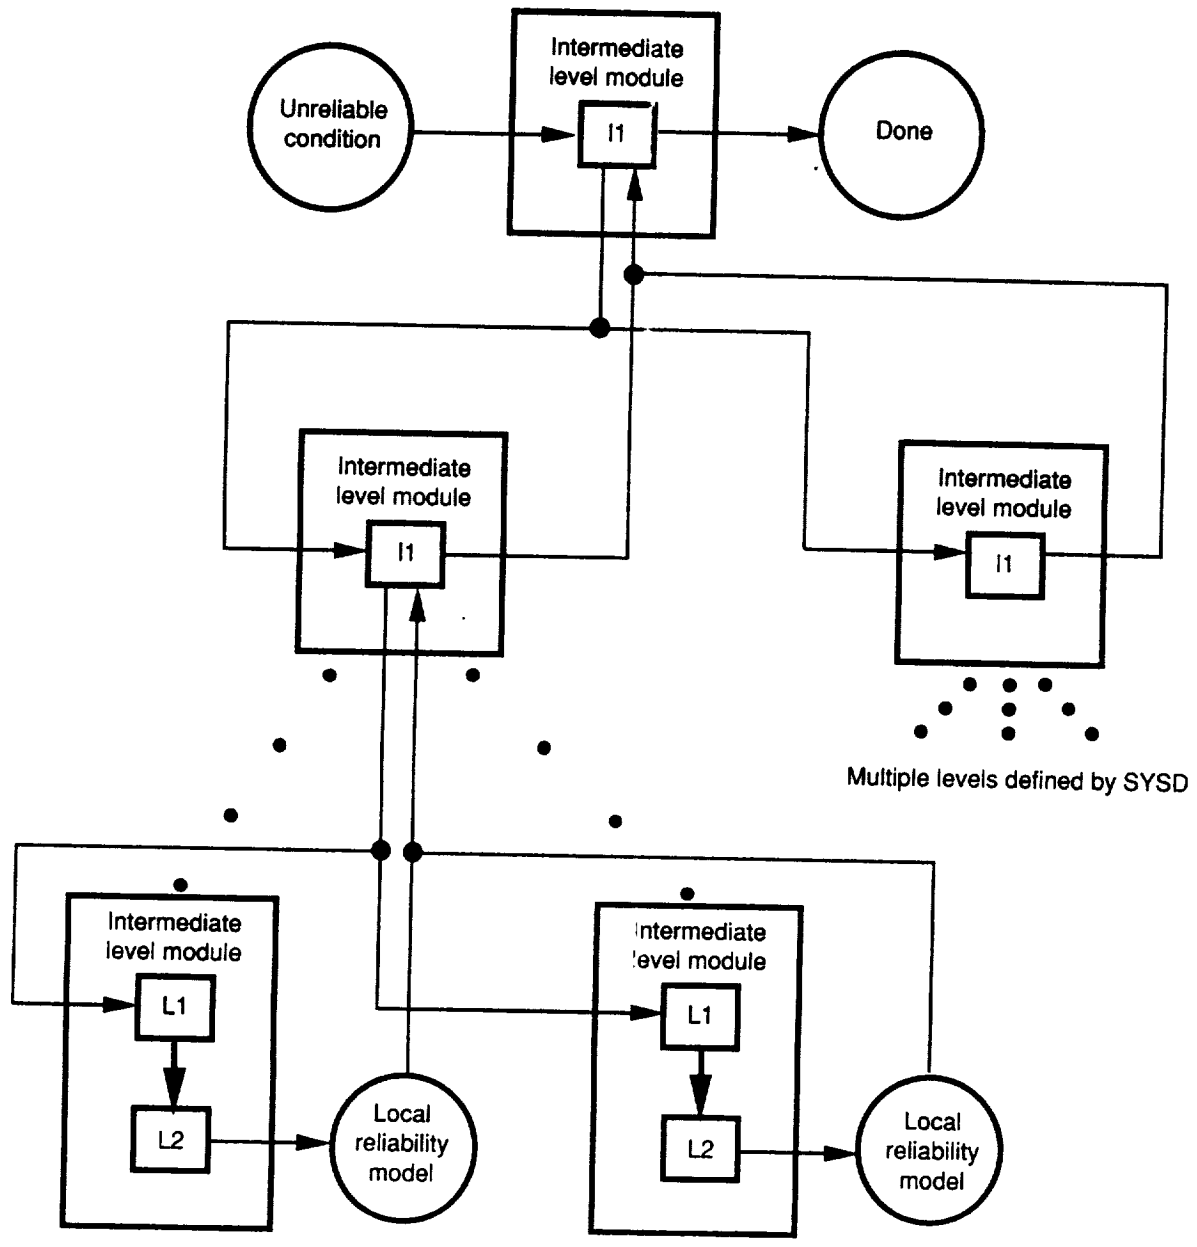 Intermediate
level module
I1
Unreliable
condition
Done
Intermediate
level module
I1
Intermediate
level module
I1
Multiple levels defined by SYSD
Intermediate
level module
L1
L2
Local
reliability
model
Intermediate
level module
L1
L2
Local
reliability
model